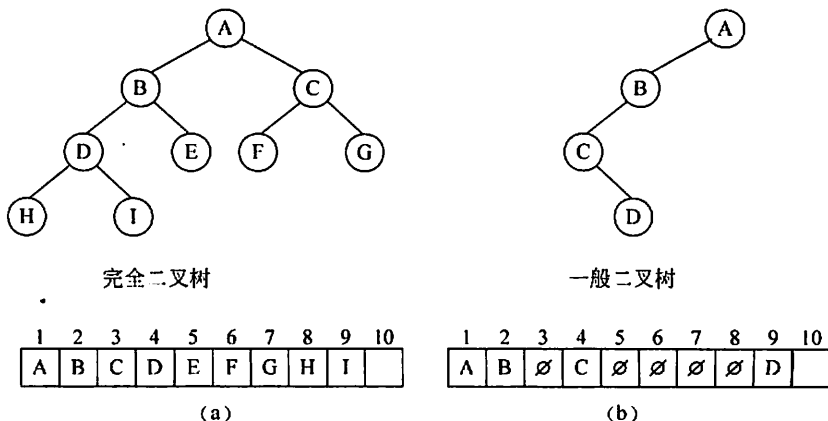 A
B C
D E F G
H I
完全二叉树
1 2 3 4 5 6 7 8 9 10
A B C D E F G H I
(a)
A
B
C
D
一般二叉树
1 2 3 4 5 6 7 8 9 10
A B ∅ C ∅ ∅ ∅ ∅ D
(b)